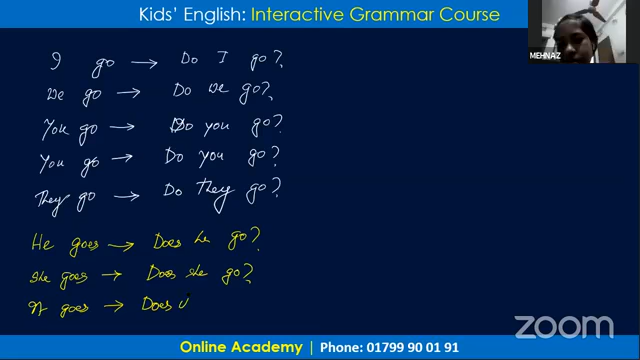 Kids' English: Interactive Grammar Course
MEHNAZ
I go → Do I go?
We go → Do we go?
You go → Do you go?
You go → Do you go?
They go → Do they go?
He goes → Does he go?
She goes → Does she go?
It goes → Does
zoom
Online Academy | Phone: 01799 90 01 91